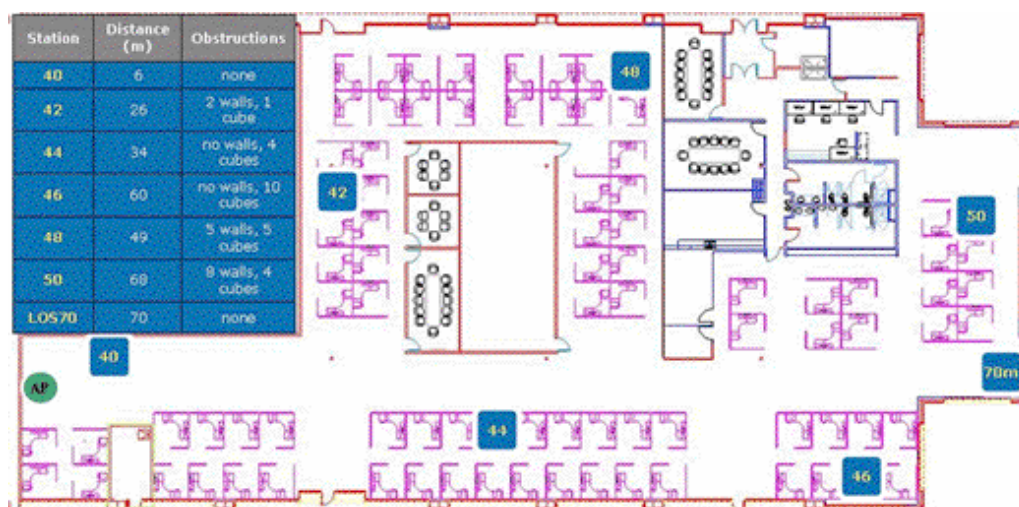 Station Distance (m) Obstructions
40 6 none
42 26 2 walls, 1 cube
44 34 no walls, 4 cubes
46 60 no walls, 10 cubes
48 49 5 walls, 5 cubes
50 68 8 walls, 4 cubes
LOS70 70 none
48
42
50
40
70m
AP
44
46